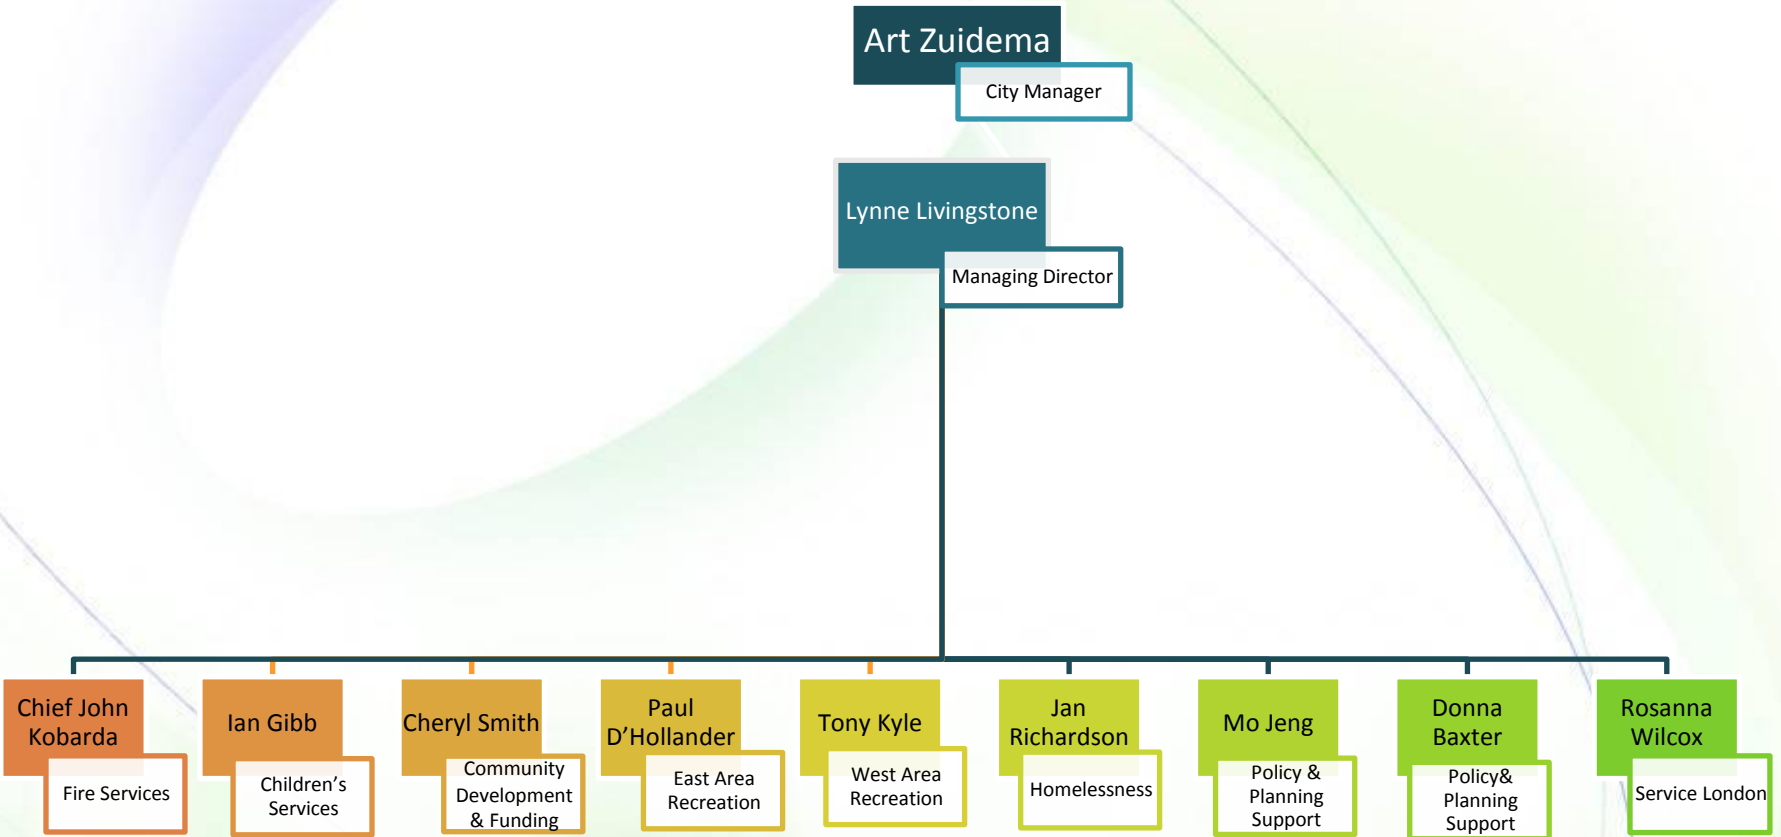 Art Zuidema
City Manager
Lynne Livingstone
Managing Director
Chief John
Kobarda
Fire Services
Ian Gibb
Children’s
Services
Cheryl Smith
Community
Development
& Funding
Paul
D’Hollander
East Area
Recreation
Tony Kyle
West Area
Recreation
Jan
Richardson
Homelessness
Mo Jeng
Policy &
Planning
Support
Donna
Baxter
Policy&
Planning
Support
Rosanna
Wilcox
Service London